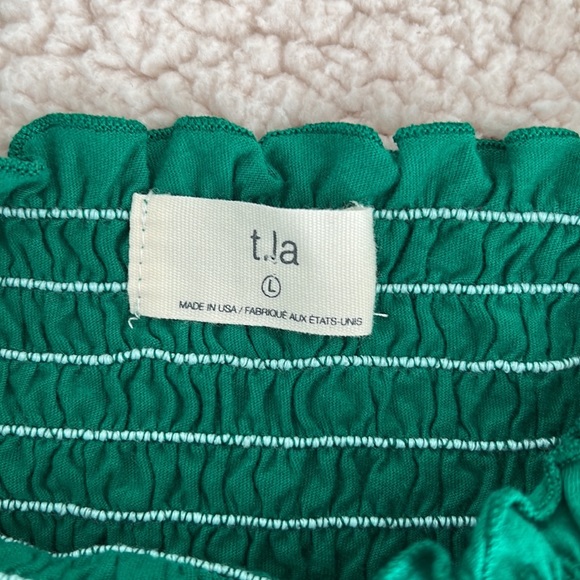 t.la
L
MADE IN USA / FABRIQUÉ AUX ÉTATS-UNIS